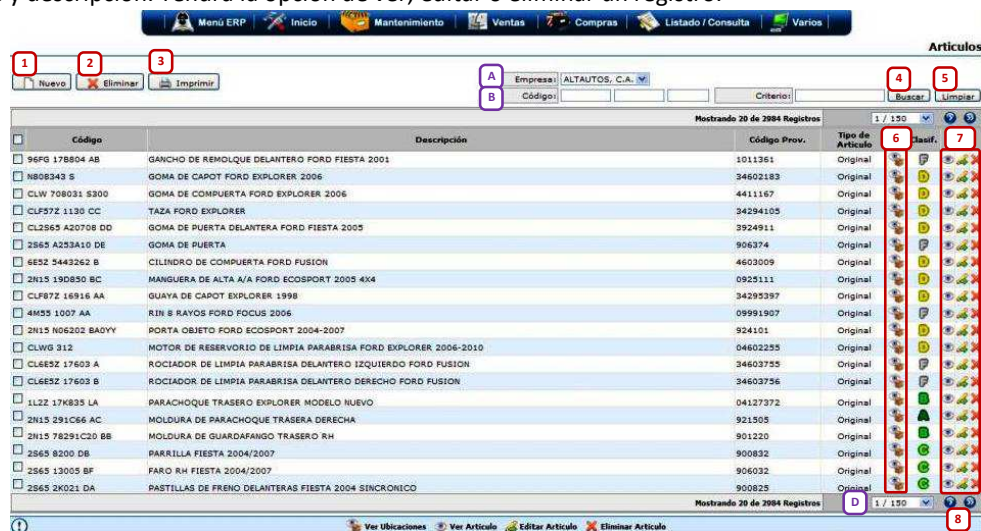 y descripción. Tendrá la opción de ver, editar o eliminar un registro.
Menú ERP Inicio Mantenimiento Ventas Compras Listado / Consulta Varios
Articulos
1 2 3
Nuevo Eliminar Imprimir
A Empresa: ALTAUTOS, C.A. 4 5
B Código: Criterio: Buscar Limpiar
Mostrando 20 de 2984 Registros 1 / 150
Código Descripción Código Prov. Tipo de Articulo 6 Clasif. 7
96FG 17B804 AB GANCHO DE REMOLQUE DELANTERO FORD FIESTA 2001 1011361 Original F
N808343 S GOMA DE CAPOT FORD EXPLORER 2006 34602183 Original
CLW 708031 S300 GOMA DE COMPUERTA FORD EXPLORER 2006 4411167 Original
CLF57Z 1130 CC TAZA FORD EXPLORER 34294105 Original
CL2S65 A20708 DD GOMA DE PUERTA DELANTERA FORD FIESTA 2005 3924911 Original
2S65 A253A10 DE GOMA DE PUERTA 906374 Original F
6E5Z 5443262 B CILINDRO DE COMPUERTA FORD FUSION 4603009 Original
2N15 19D850 BC MANGUERA DE ALTA A/A FORD ECOSPORT 2005 4X4 0925111 Original
CLF87Z 16916 AA GUAYA DE CAPOT EXPLORER 1998 34295397 Original
4M55 1007 AA RIN 8 RAYOS FORD FOCUS 2006 09991907 Original F
2N15 N06202 BA0YY PORTA OBJETO FORD ECOSPORT 2004-2007 924101 Original
CLWG 312 MOTOR DE RESERVORIO DE LIMPIA PARABRISA FORD EXPLORER 2006-2010 04602255 Original
CL6E5Z 17603 A ROCIADOR DE LIMPIA PARABRISA DELANTERO IZQUIERDO FORD FUSION 34603755 Original F
CL6E5Z 17603 B ROCIADOR DE LIMPIA PARABRISA DELANTERO DERECHO FORD FUSION 34603756 Original F
1L2Z 17K835 LA PARACHOQUE TRASERO EXPLORER MODELO NUEVO 04127372 Original B
2N15 291C66 AC MOLDURA DE PARACHOQUE TRASERA DERECHA 921505 Original A
2N15 78291C20 BB MOLDURA DE GUARDAFANGO TRASERO RH 901220 Original B
2S65 8200 DB PARRILLA FIESTA 2004/2007 900832 Original C
2S65 13005 BF FARO RH FIESTA 2004/2007 906032 Original C
2S65 2K021 DA PASTILLAS DE FRENO DELANTERAS FIESTA 2004 SINCRONICO 900825 Original C
Mostrando 20 de 2984 Registros D 1 / 150
Ver Ubicaciones Ver Articulo Editar Articulo Eliminar Articulo 8